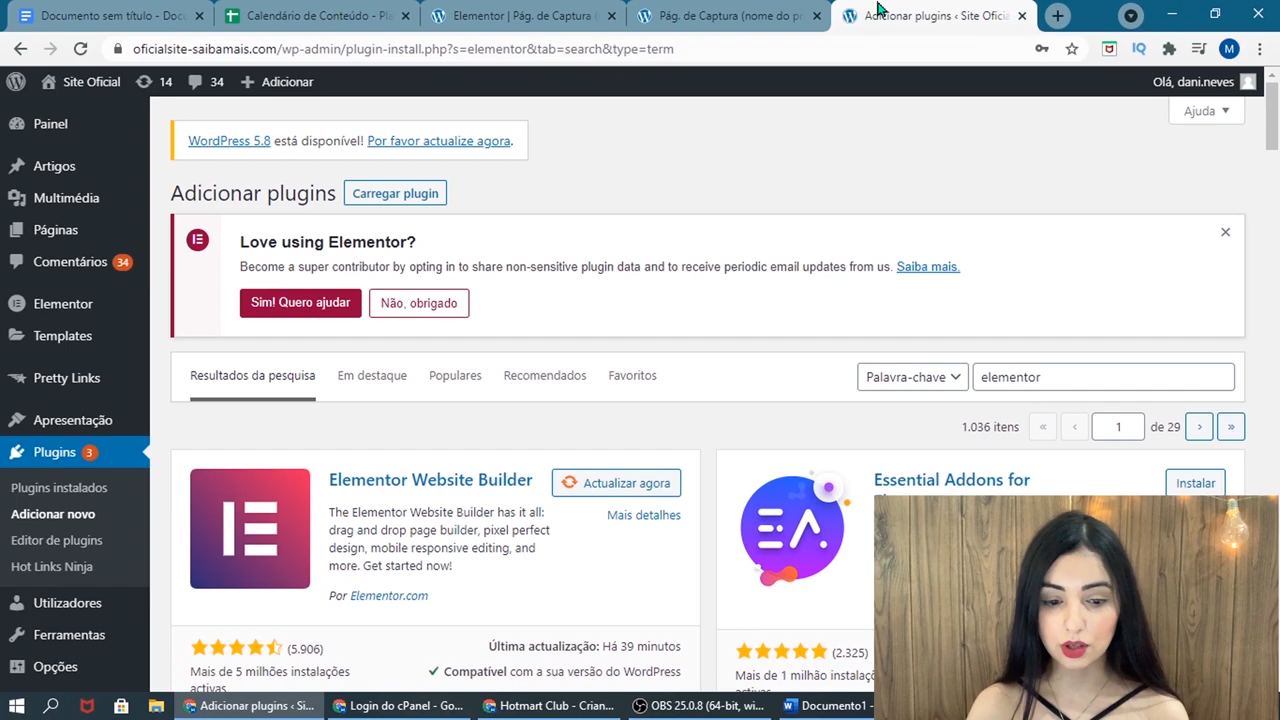 Documento sem título - Docu
Calendário de Conteúdo - Pla
Elementor | Pág. de Captura (
Pág. de Captura (nome do pr
Adicionar plugins ‹ Site Oficia
oficialsite-saibamais.com/wp-admin/plugin-install.php?s=elementor&tab=search&type=term
IQ
M
Site Oficial
14
34
Adicionar
Olá, dani.neves
Painel
Artigos
Multimédia
Páginas
Comentários 34
Elementor
Templates
Pretty Links
Apresentação
Plugins 3
Plugins instalados
Adicionar novo
Editor de plugins
Hot Links Ninja
Utilizadores
Ferramentas
Opções
Ajuda
WordPress 5.8 está disponível! Por favor actualize agora.
Adicionar plugins
Carregar plugin
Love using Elementor?
Become a super contributor by opting in to share non-sensitive plugin data and to receive periodic email updates from us. Saiba mais.
Sim! Quero ajudar
Não, obrigado
Resultados da pesquisa
Em destaque
Populares
Recomendados
Favoritos
Palavra-chave
elementor
1.036 itens
«
‹
1
de 29
›
»
Elementor Website Builder
Actualizar agora
Mais detalhes
The Elementor Website Builder has it all:
drag and drop page builder, pixel perfect
design, mobile responsive editing, and
more. Get started now!
Por Elementor.com
(5.906)
Mais de 5 milhões instalações
activas
Última actualização: Há 39 minutos
Compatível com a sua versão do WordPress
Essential Addons for
Instalar
EA
(2.325)
Mais de 1 milhão instalações
activas
Adicionar plugins ‹ Si...
Login do cPanel - Go...
Hotmart Club - Crian...
OBS 25.0.8 (64-bit, wi...
Documento1 -